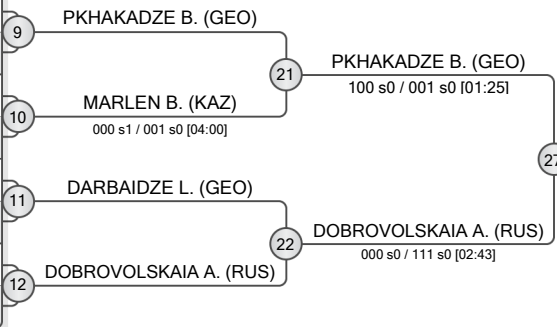 9
PKHAKADZE B. (GEO)
21
PKHAKADZE B. (GEO)
100 s0 / 001 s0 [01:25]
10
MARLEN B. (KAZ)
000 s1 / 001 s0 [04:00]
27
11
DARBAIDZE L. (GEO)
22
DOBROVOLSKAIA A. (RUS)
000 s0 / 111 s0 [02:43]
12
DOBROVOLSKAIA A. (RUS)